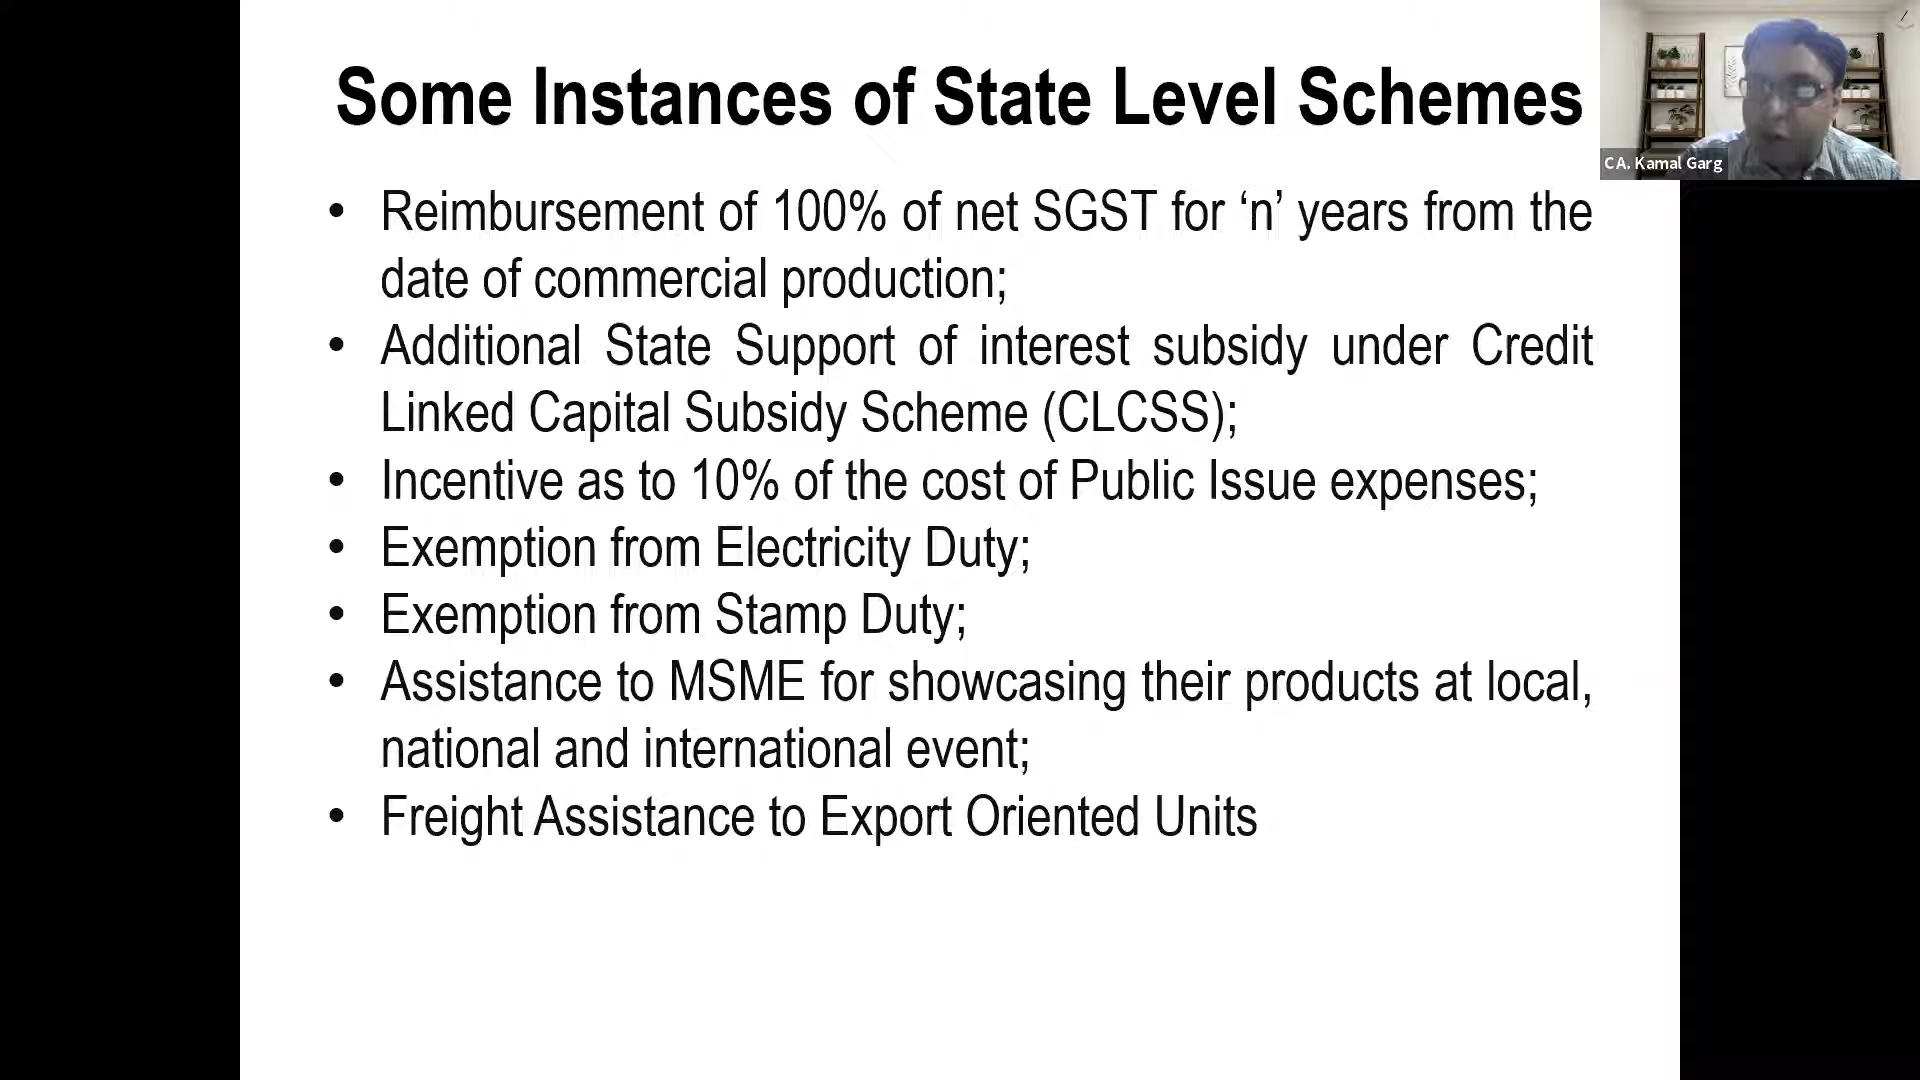 Some Instances of State Level Schemes
CA. Kamal Garg
• Reimbursement of 100% of net SGST for ‘n’ years from the
date of commercial production;
• Additional State Support of interest subsidy under Credit
Linked Capital Subsidy Scheme (CLCSS);
• Incentive as to 10% of the cost of Public Issue expenses;
• Exemption from Electricity Duty;
• Exemption from Stamp Duty;
• Assistance to MSME for showcasing their products at local,
national and international event;
• Freight Assistance to Export Oriented Units